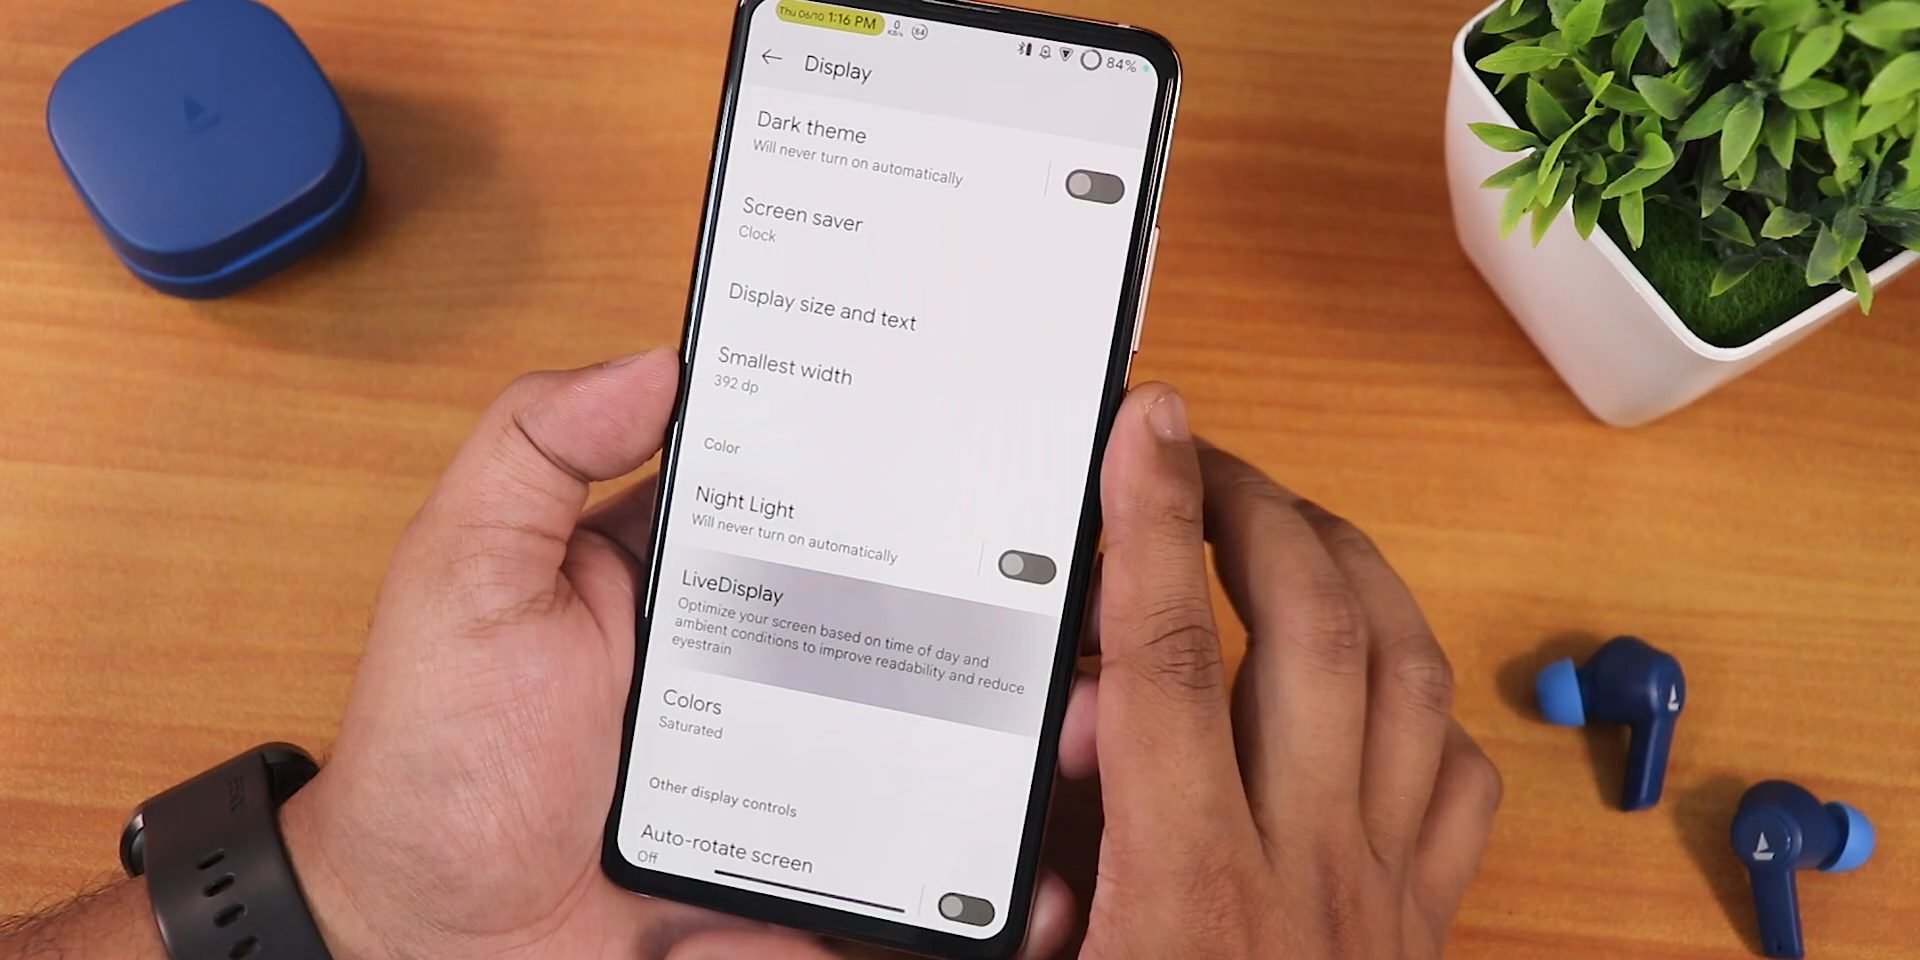 Thu 06/10 1:16 PM 0 KB/s 84 84%
Display
Dark theme
Will never turn on automatically
Screen saver
Clock
Display size and text
Smallest width
392 dp
Color
Night Light
Will never turn on automatically
LiveDisplay
Optimize your screen based on time of day and
ambient conditions to improve readability and reduce
eyestrain
Colors
Saturated
Other display controls
Auto-rotate screen
Off